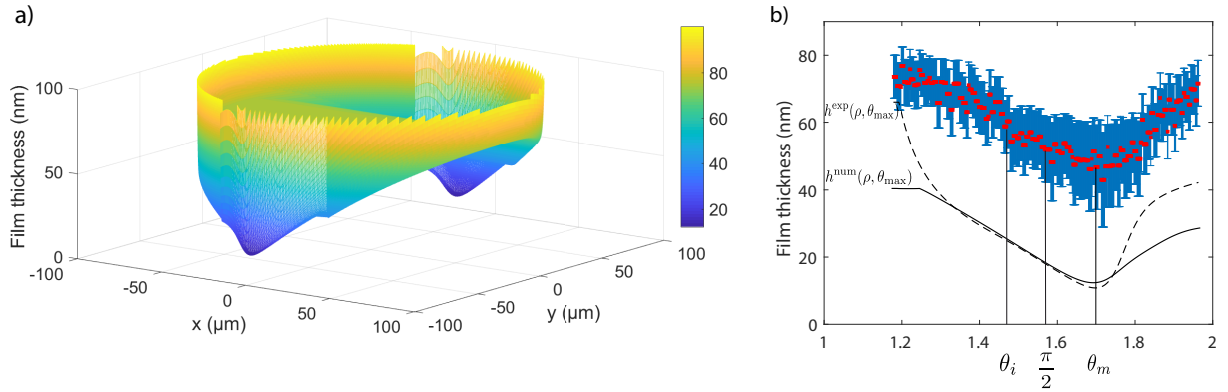 a)
Film thickness (nm)
100
50
0
-100
-50
0
50
100
x (μm)
-100
-50
0
50
100
y (μm)
80
60
40
20
b)
Film thickness (nm)
80
60
40
20
0
h^exp(ρ, θ_max)
h^num(ρ, θ_max)
1
1.2
1.4
1.6
1.8
2
θ_i
π/2
θ_m